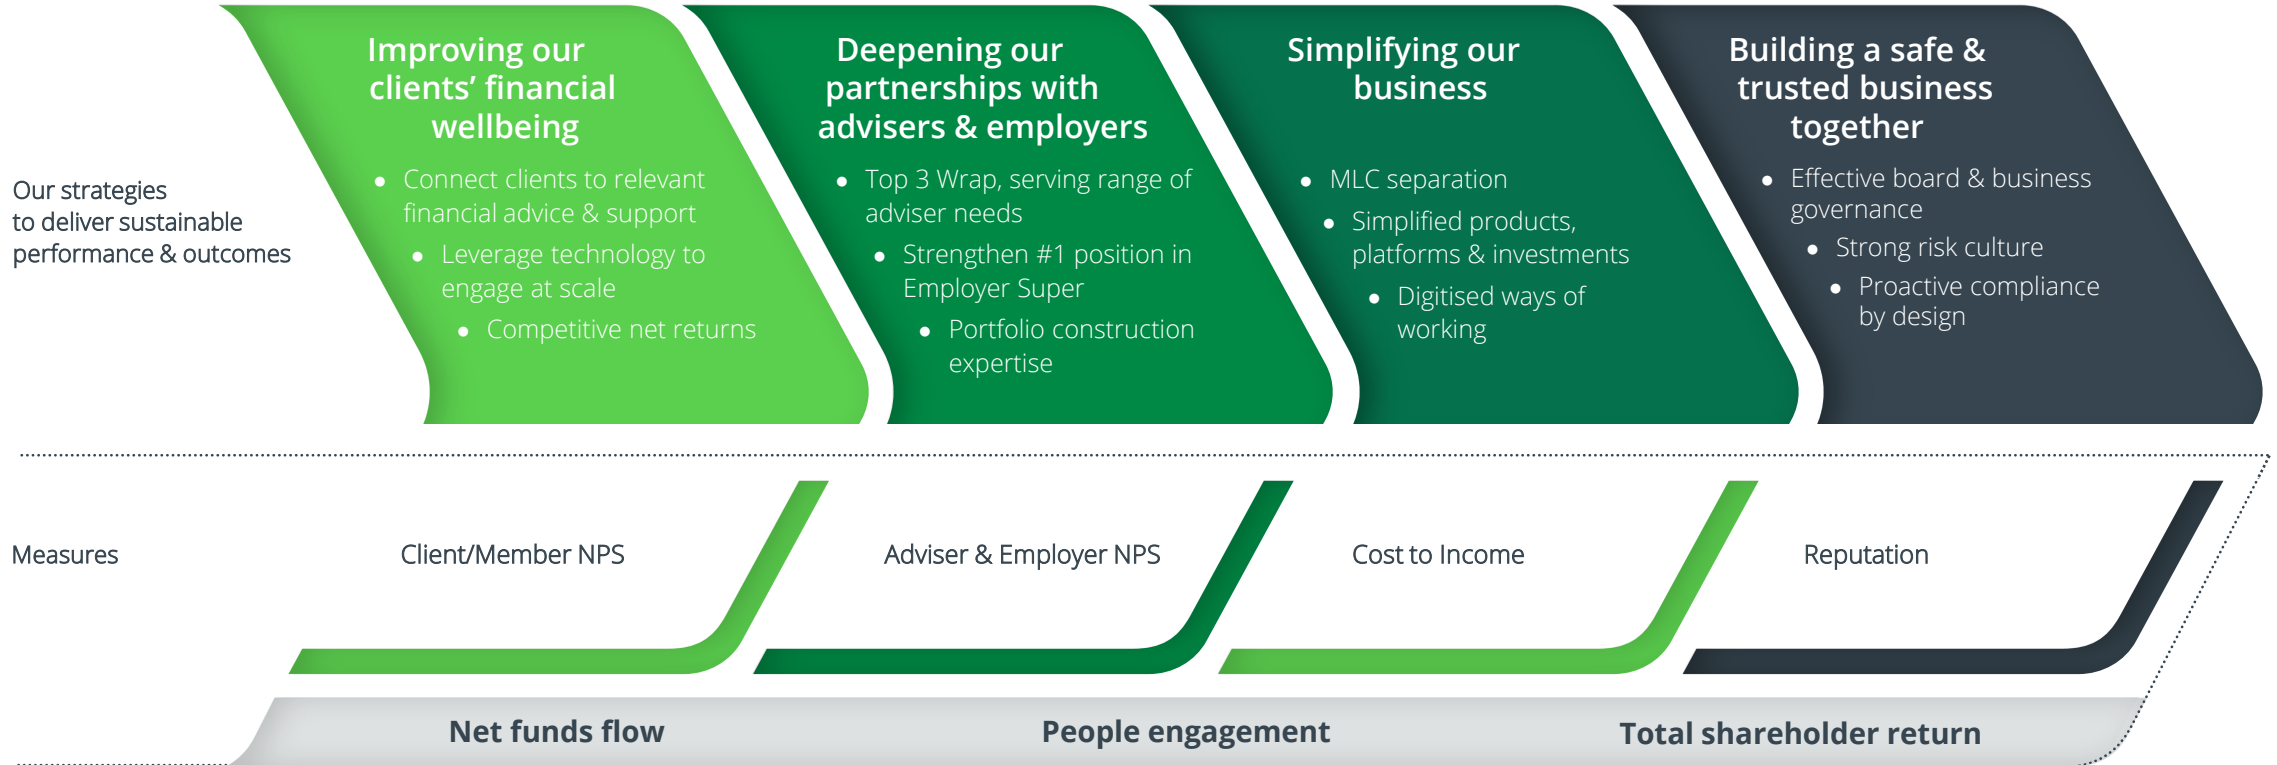 Our strategies
to deliver sustainable
performance & outcomes
Improving our
clients’ financial
wellbeing
● Connect clients to relevant
financial advice & support
● Leverage technology to
engage at scale
● Competitive net returns
Deepening our
partnerships with
advisers & employers
● Top 3 Wrap, serving range of
adviser needs
● Strengthen #1 position in
Employer Super
● Portfolio construction
expertise
Simplifying our
business
● MLC separation
● Simplified products,
platforms & investments
● Digitised ways of
working
Building a safe &
trusted business
together
● Effective board & business
governance
● Strong risk culture
● Proactive compliance
by design
Measures
Client/Member NPS
Adviser & Employer NPS
Cost to Income
Reputation
Net funds flow
People engagement
Total shareholder return